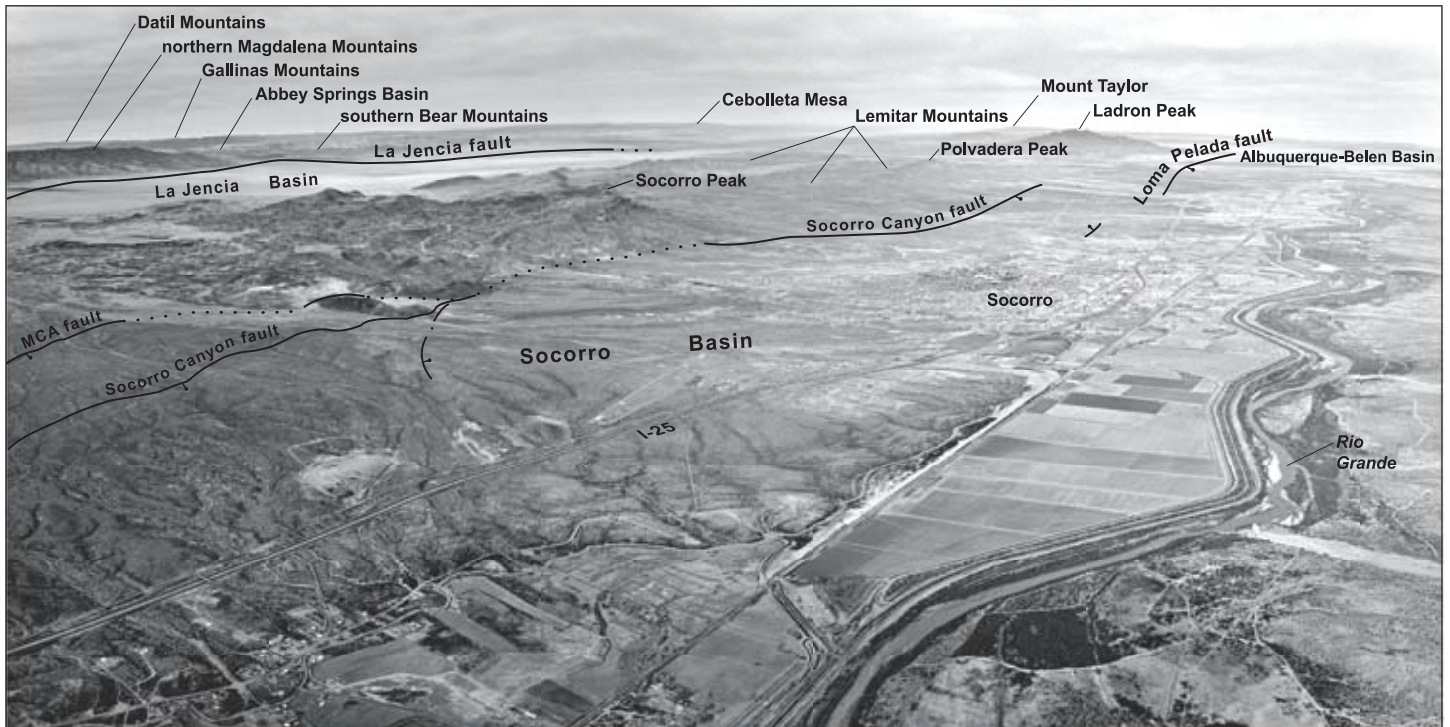 Datil Mountains
northern Magdalena Mountains
Gallinas Mountains
Abbey Springs Basin
southern Bear Mountains
Cebolleta Mesa
Mount Taylor
Lemitar Mountains
Ladron Peak
La Jencia fault
Loma Pelada fault
Polvadera Peak
Albuquerque-Belen Basin
La Jencia Basin
Socorro Peak
Socorro Canyon fault
Socorro
MCA fault
Socorro Canyon fault
Socorro Basin
I-25
Rio
Grande